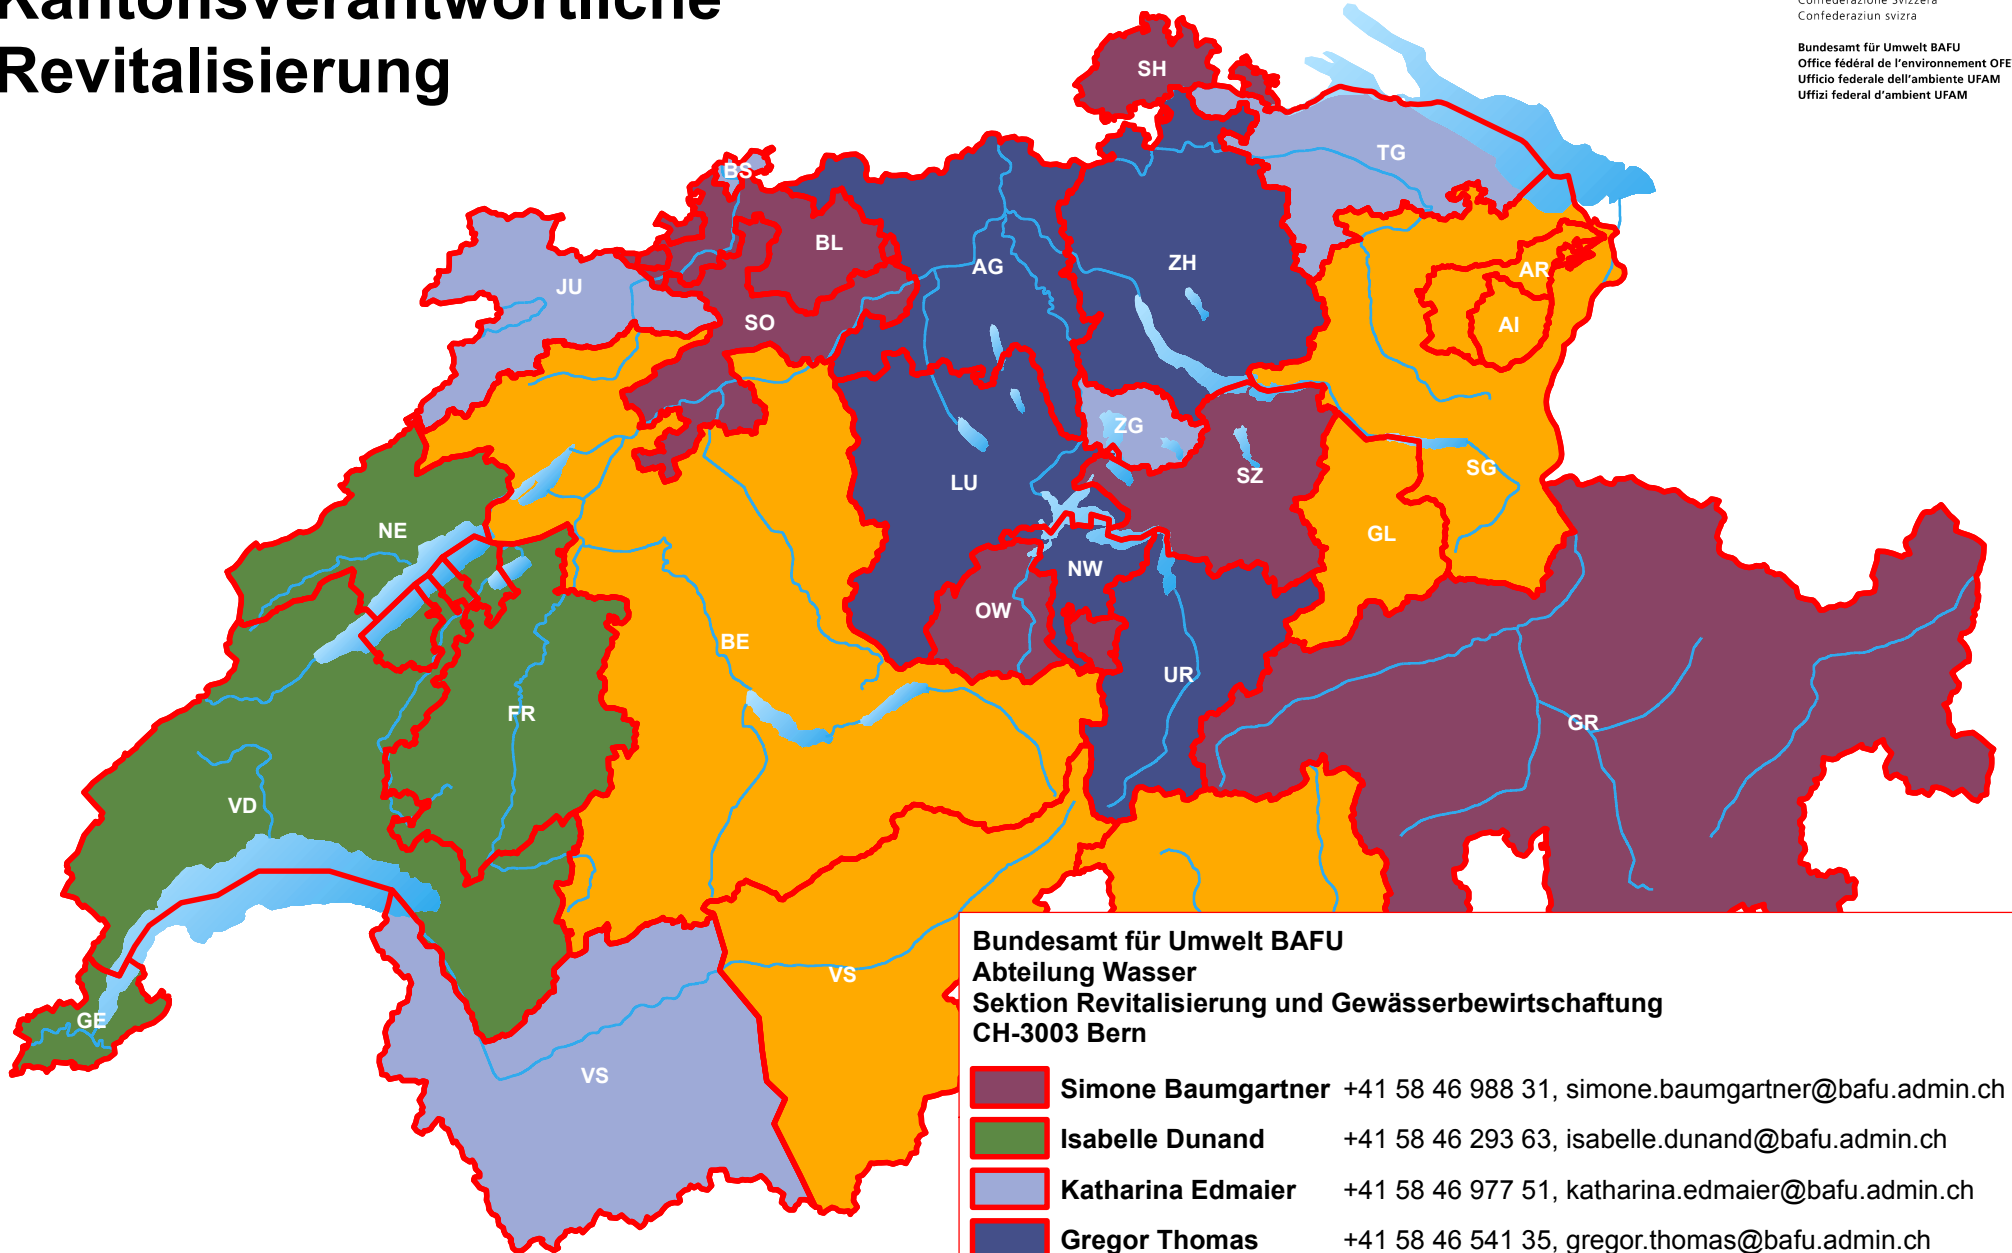 Kantonsverantwortliche
Revitalisierung
Confederazione Svizzera
Confederaziun svizra
Bundesamt für Umwelt BAFU
Office fédéral de l'environnement OFE
Ufficio federale dell'ambiente UFAM
Uffizi federal d'ambient UFAM
SH
TG
BS
BL
AG
ZH
JU
SO
AR
AI
ZG
SZ
SG
LU
NE
GL
NW
OW
BE
UR
FR
GR
VD
VS
GE
VS
Bundesamt für Umwelt BAFU
Abteilung Wasser
Sektion Revitalisierung und Gewässerbewirtschaftung
CH-3003 Bern
Simone Baumgartner +41 58 46 988 31, simone.baumgartner@bafu.admin.ch
Isabelle Dunand +41 58 46 293 63, isabelle.dunand@bafu.admin.ch
Katharina Edmaier +41 58 46 977 51, katharina.edmaier@bafu.admin.ch
Gregor Thomas +41 58 46 541 35, gregor.thomas@bafu.admin.ch